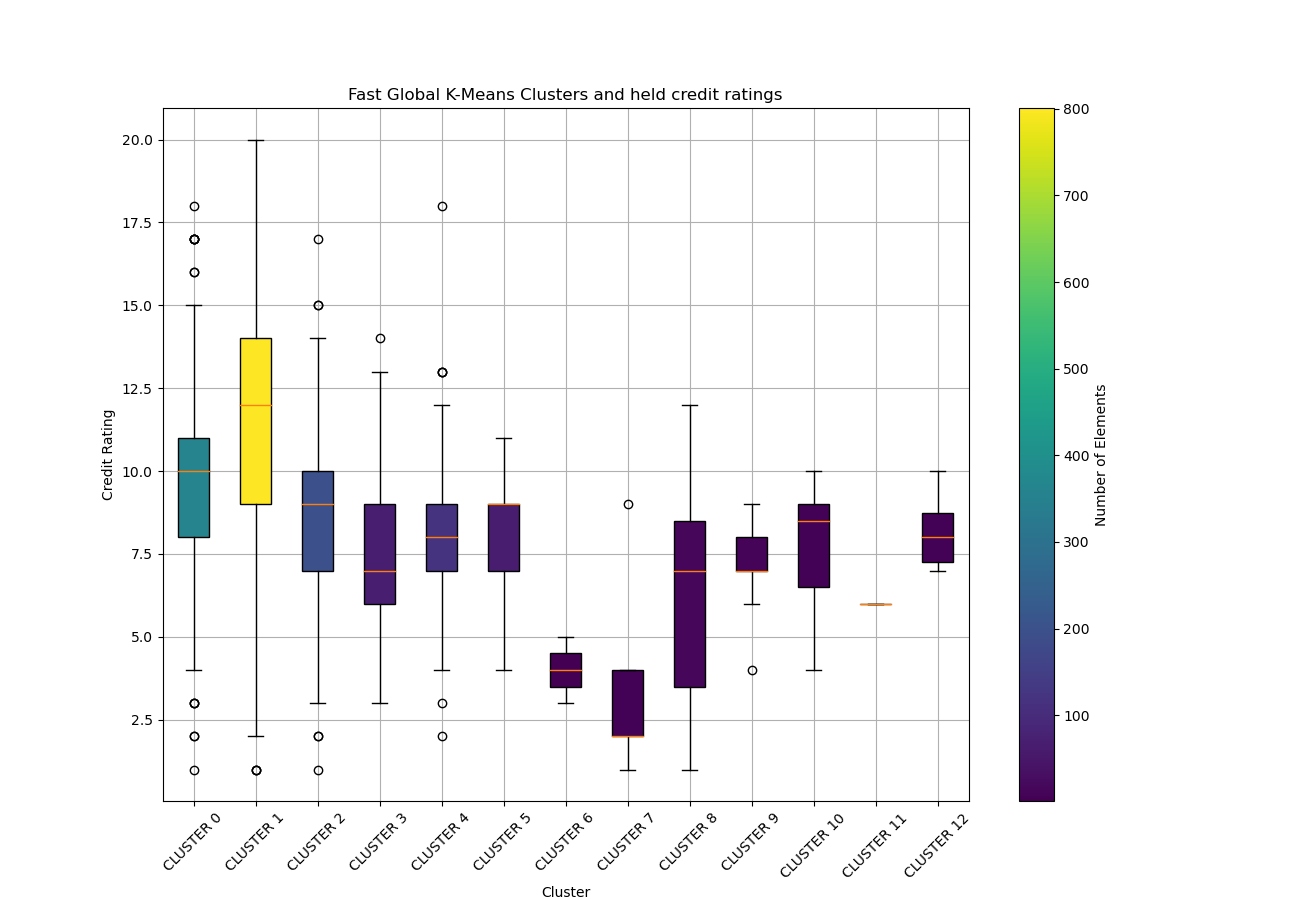 Fast Global K-Means Clusters and held credit ratings
20.0
17.5
15.0
12.5
10.0
7.5
5.0
2.5
Credit Rating
CLUSTER 0
CLUSTER 1
CLUSTER 2
CLUSTER 3
CLUSTER 4
CLUSTER 5
CLUSTER 6
CLUSTER 7
CLUSTER 8
CLUSTER 9
CLUSTER 10
CLUSTER 11
CLUSTER 12
Cluster
800
700
600
500
400
300
200
100
Number of Elements